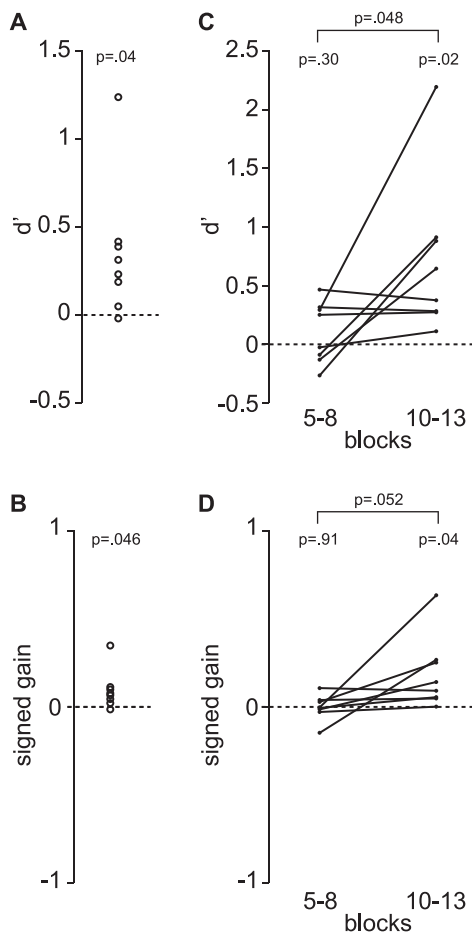 A
p=.04
1.5
1
0.5
0
-0.5
d'
C
p=.048
p=.30
p=.02
2.5
2
1.5
1
0.5
0
-0.5
d'
5-8
10-13
blocks
B
p=.046
1
0
-1
signed gain
D
p=.052
p=.91
p=.04
1
0
-1
signed gain
5-8
10-13
blocks